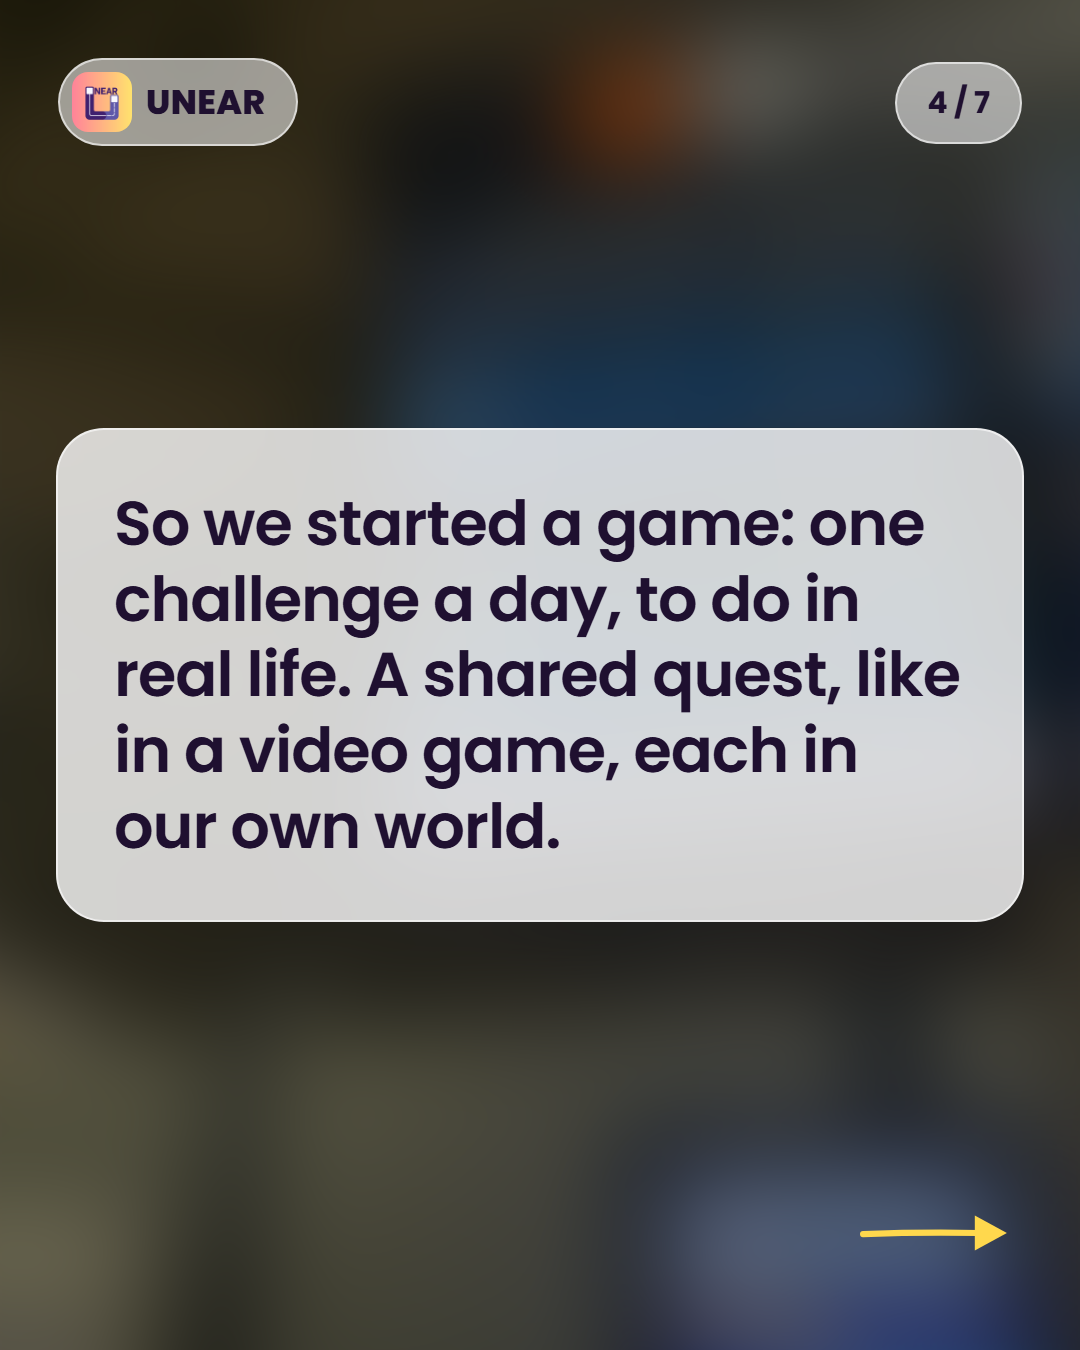 UNEAR
UNEAR
4 / 7
So we started a game: one
challenge a day, to do in
real life. A shared quest, like
in a video game, each in
our own world.